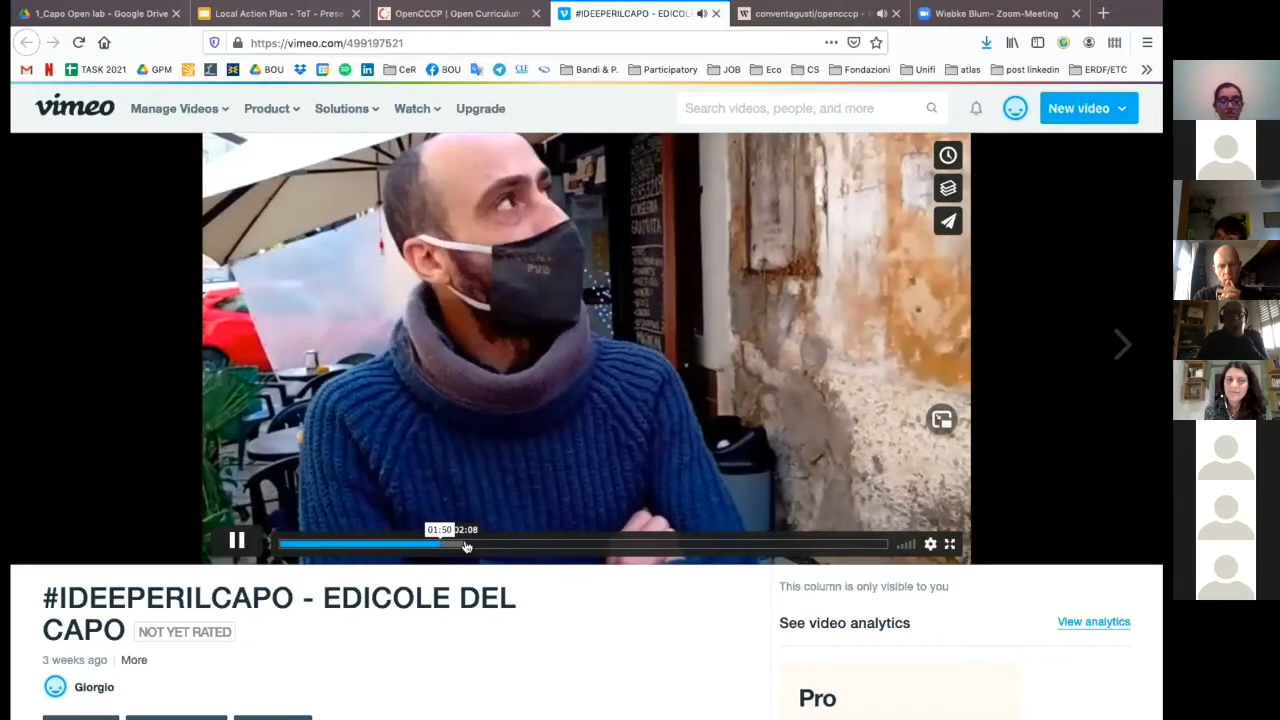 1_Capo Open lab - Google Drive
Local Action Plan - ToT - Prese
OpenCCCP | Open Curriculum
#IDEEPERILCAPO - EDICOL
conventagusti/opencccp -
Wiebke Blum- Zoom-Meeting
https://vimeo.com/499197521
TASK 2021
GPM
BOU
CeR
BOU
CLE
Bandi & P.
Participatory
JOB
Eco
CS
Fondazioni
Unifi
atlas
post linkedin
ERDF/ETC
vimeo
Manage Videos
Product
Solutions
Watch
Upgrade
Search videos, people, and more
New video
PUB
GRATUITA
01:50
02:08
#IDEEPERILCAPO - EDICOLE DEL
CAPO NOT YET RATED
3 weeks ago
More
Giorgio
This column is only visible to you
See video analytics
View analytics
Pro